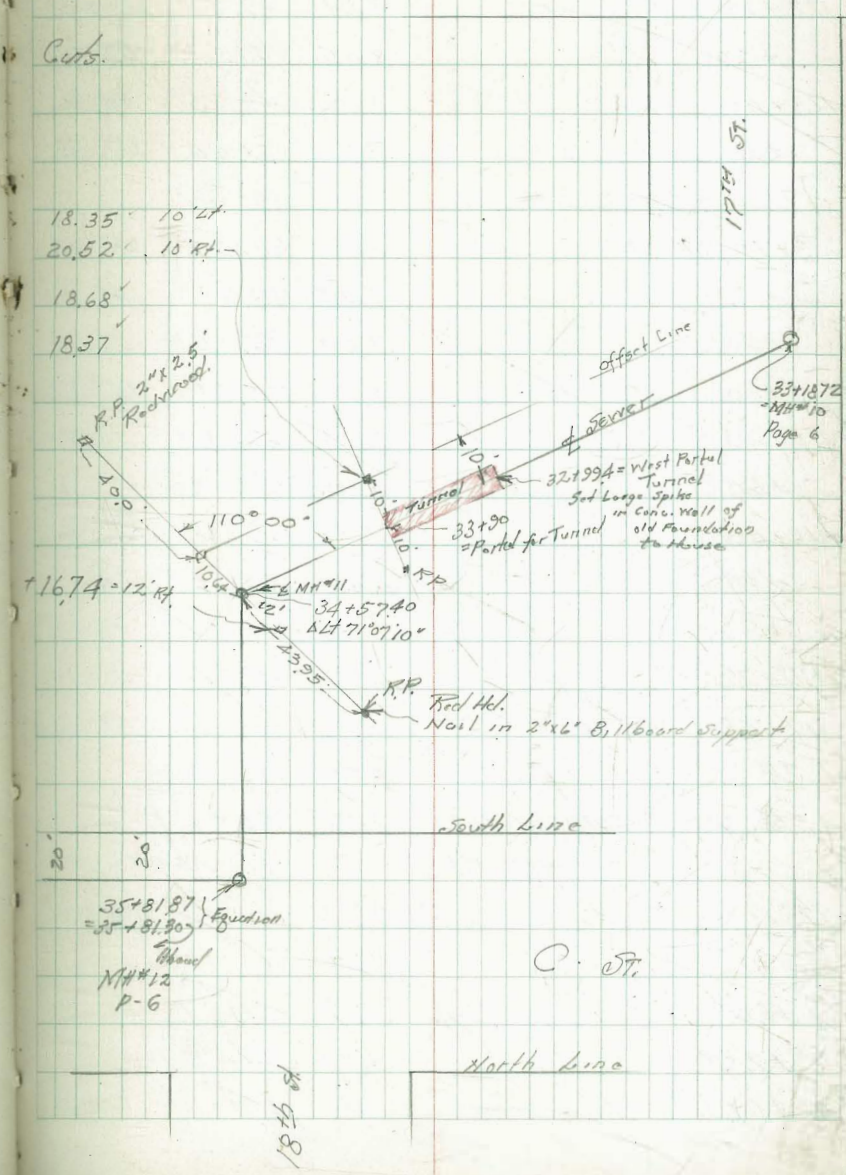 Cuts.
17TH ST.
18.35 10' Lt.
20.52 10' Rt.
18.68
18.37
R.P. 2"x2.5'
Redwood.
offset Line
℄ Sewer
33+18.72
=MH#10
Page 6
40.0
110° 00'
10'
10'
Tunnel
10'
32+994 = West Portal
Tunnel
Set Large Spike
in Conc. Wall of
old Foundation
to House
33+90
=Portal for Tunnel
R.P.
10.64
+16.74 = 12' Rt.
℄ MH#11
12'
34+57.40
Δ Lt 71°07'10"
43.95
R.P.
Red Hd.
Nail in 2"x6" Billboard Support
South Line
20'
20'
35+81.87 } Equation
=35+81.30
Ahead
MH#12
P-6
C. ST.
North Line
18th St